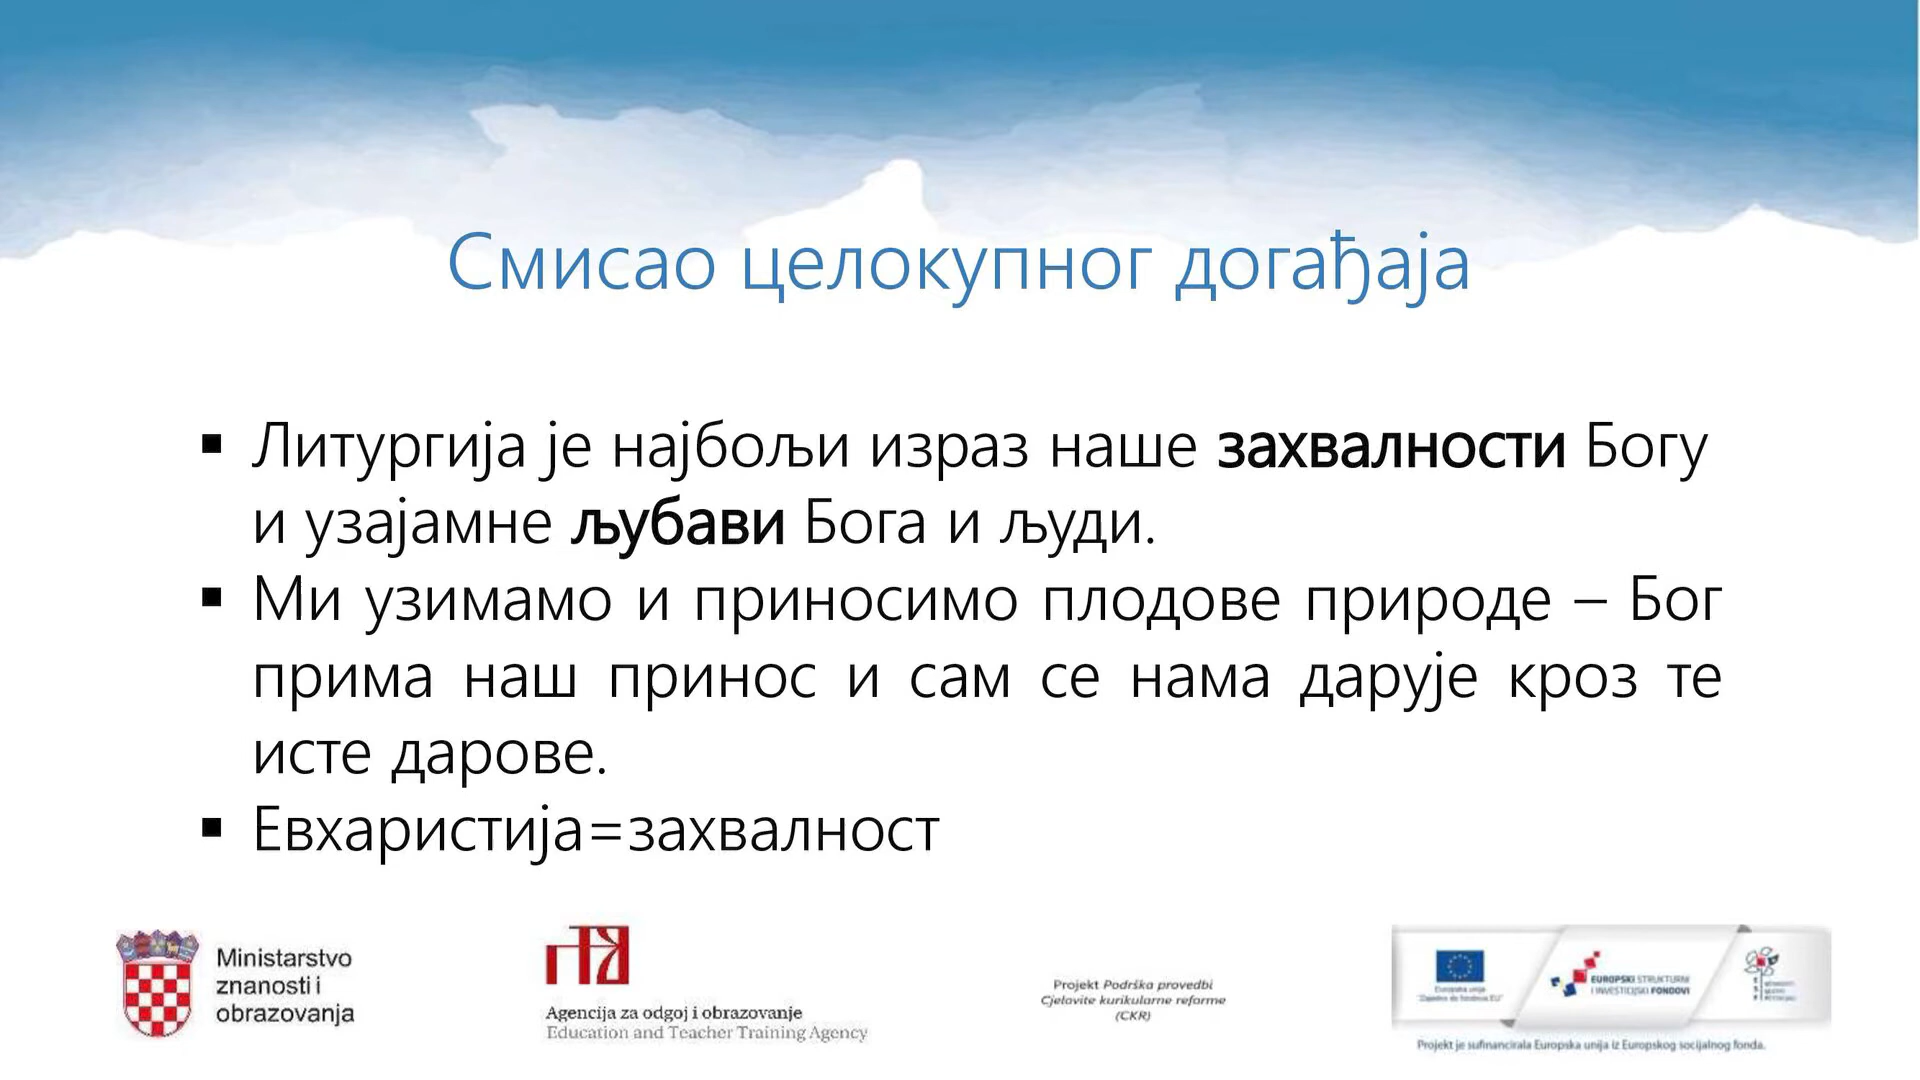 Смисао целокупног догађаја
▪ Литургија је најбољи израз наше захвалности Богу
и узајамне љубави Бога и људи.
▪ Ми узимамо и приносимо плодове природе – Бог
прима наш принос и сам се нама дарује кроз те
исте дарове.
▪ Евхаристија=захвалност
Ministarstvo
znanosti i
obrazovanja
Agencija za odgoj i obrazovanje
Education and Teacher Training Agency
Projekt Podrška provedbi
Cjelovite kurikularne reforme
(CKR)
Europska unija
EUROPSKI STRUKTURNI
I INVESTICIJSKI FONDOVI
Projekt je sufinancirala Europska unija iz Europskog socijalnog fonda.